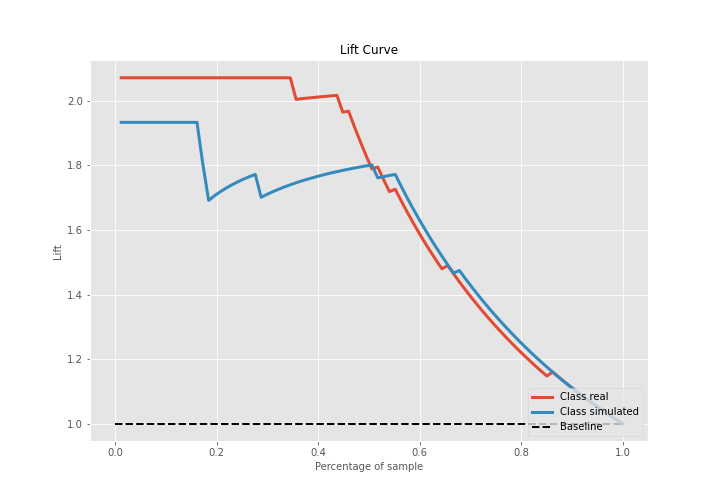 Lift Curve
2.0
1.8
1.6
1.4
1.2
1.0
Lift
0.0
0.2
0.4
0.6
0.8
1.0
Percentage of sample
Class real
Class simulated
Baseline